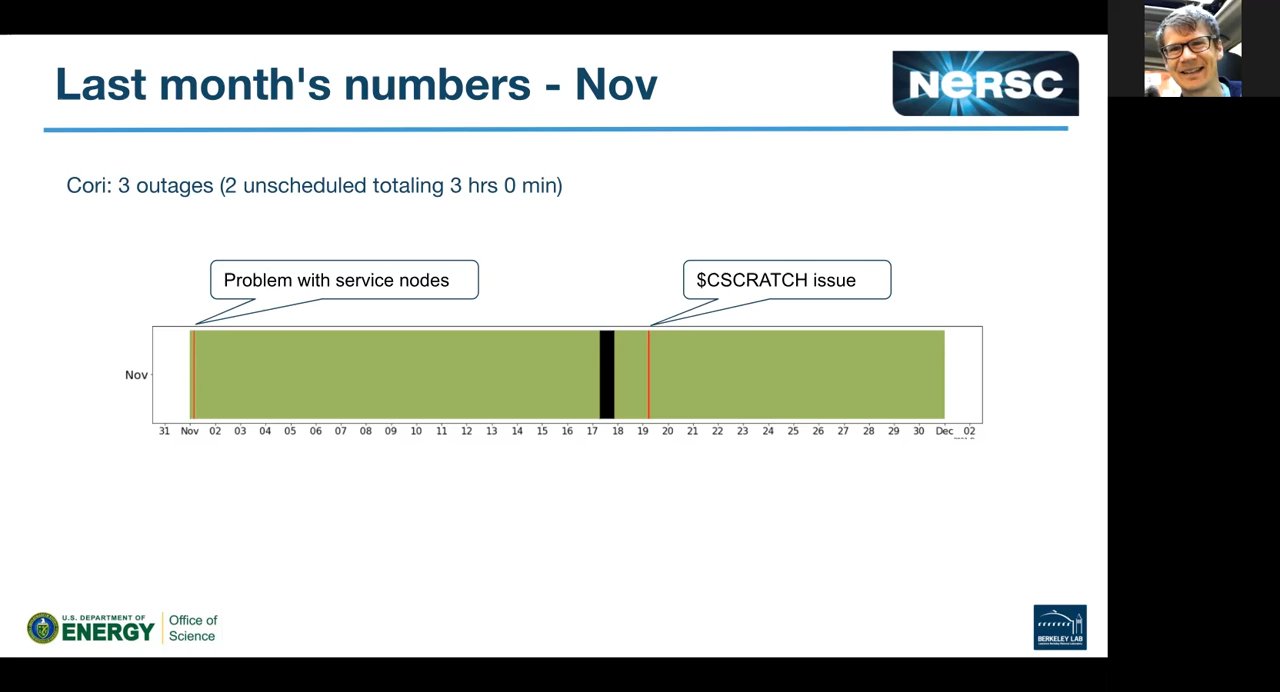 Last month's numbers - Nov
NERSC
Cori: 3 outages (2 unscheduled totaling 3 hrs 0 min)
Problem with service nodes
$CSCRATCH issue
Nov
31 Nov 02 03 04 05 06 07 08 09 10 11 12 13 14 15 16 17 18 19 20 21 22 23 24 25 26 27 28 29 30 Dec 02
U.S. DEPARTMENT OF
ENERGY
Office of
Science
BERKELEY LAB